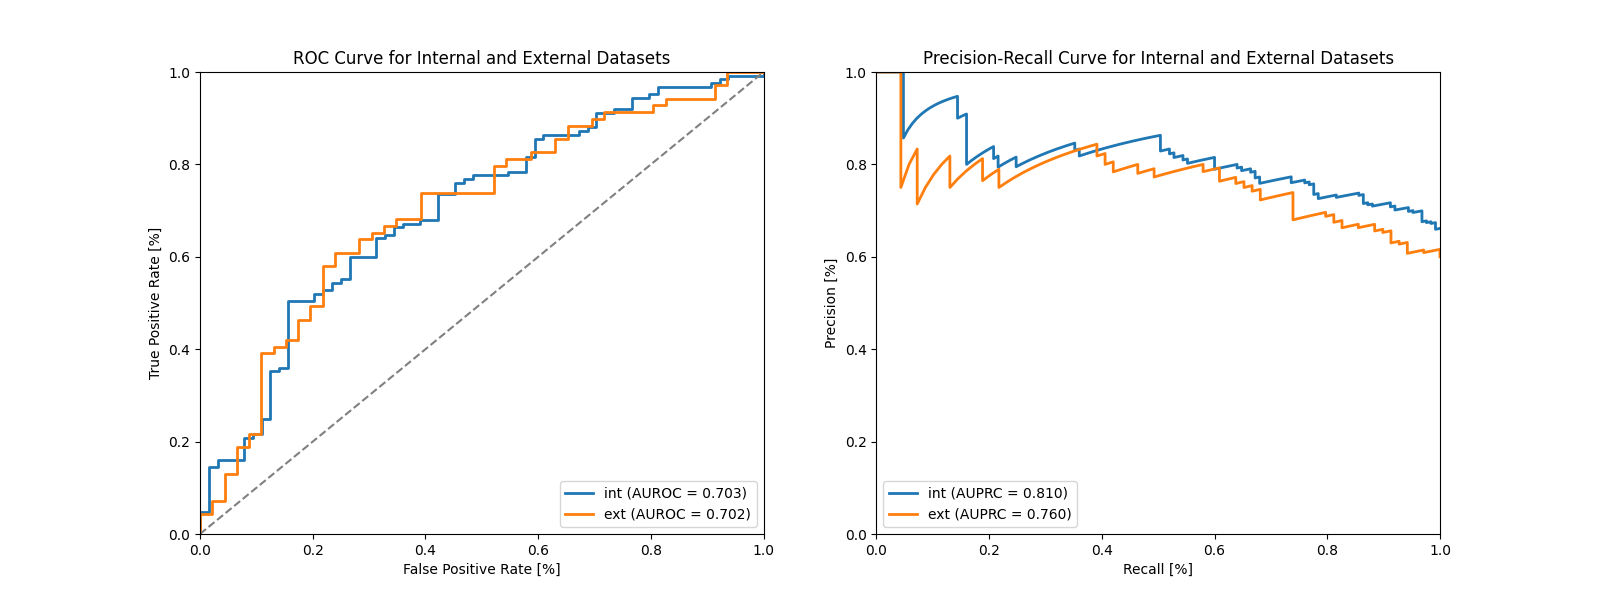 ROC Curve for Internal and External Datasets
1.0
0.8
0.6
0.4
0.2
0.0
True Positive Rate [%]
0.0 0.2 0.4 0.6 0.8 1.0
False Positive Rate [%]
int (AUROC = 0.703)
ext (AUROC = 0.702)
Precision-Recall Curve for Internal and External Datasets
1.0
0.8
0.6
0.4
0.2
0.0
Precision [%]
0.0 0.2 0.4 0.6 0.8 1.0
Recall [%]
int (AUPRC = 0.810)
ext (AUPRC = 0.760)